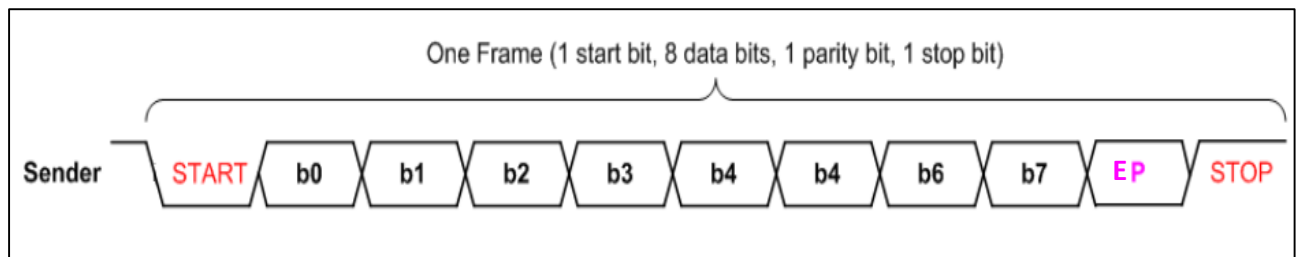 One Frame (1 start bit, 8 data bits, 1 parity bit, 1 stop bit)
Sender START b0 b1 b2 b3 b4 b4 b6 b7 EP STOP